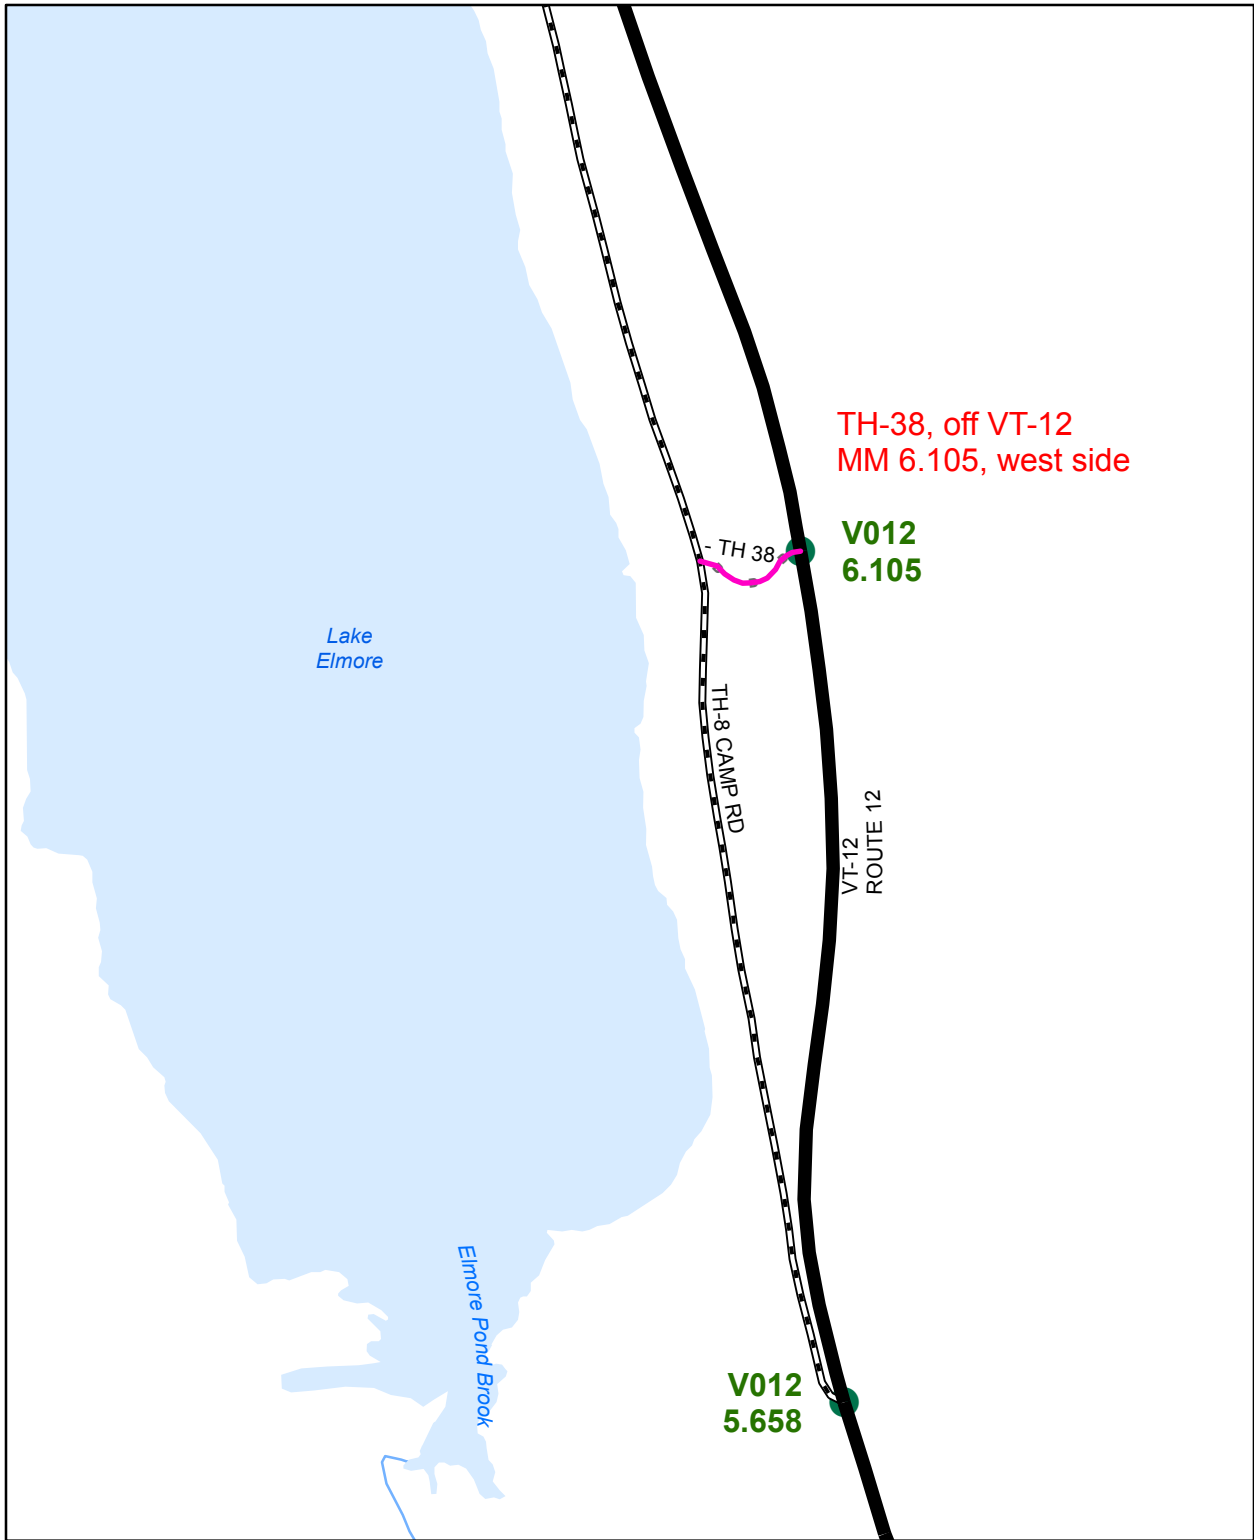 TH-38, off VT-12
MM 6.105, west side
V012
6.105
- TH 38
Lake
Elmore
TH-8 CAMP RD
VT-12
ROUTE 12
Elmore Pond Brook
V012
5.658